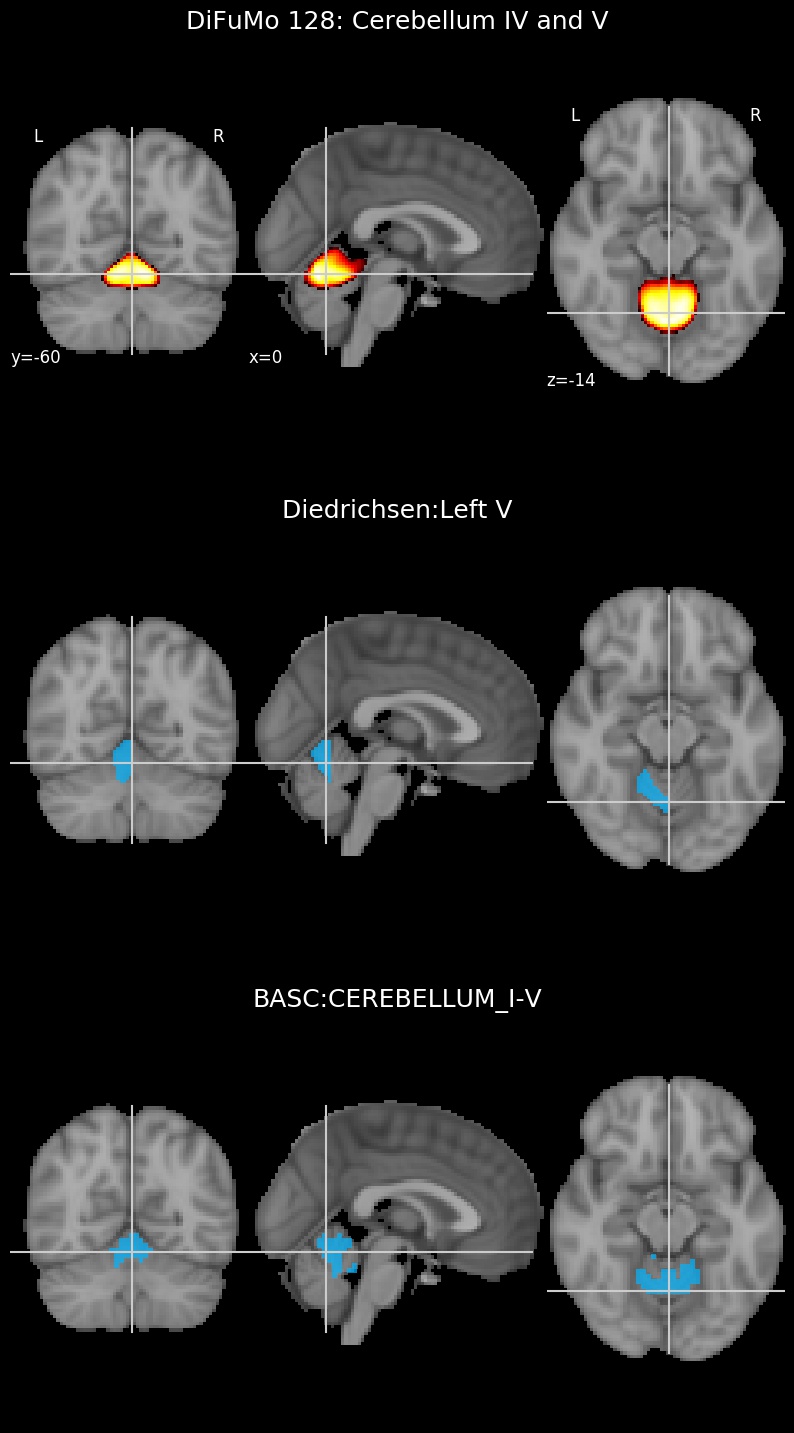 DiFuMo 128: Cerebellum IV and V
L R L R
y=-60 x=0 z=-14
Diedrichsen:Left V
BASC:CEREBELLUM_I-V